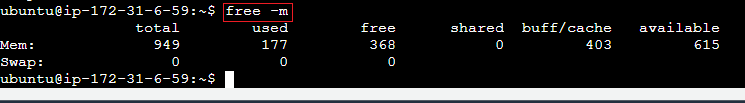 ubuntu@ip-172-31-6-59:~$ free -m
total used free shared buff/cache available
Mem: 949 177 368 0 403 615
Swap: 0 0 0
ubuntu@ip-172-31-6-59:~$